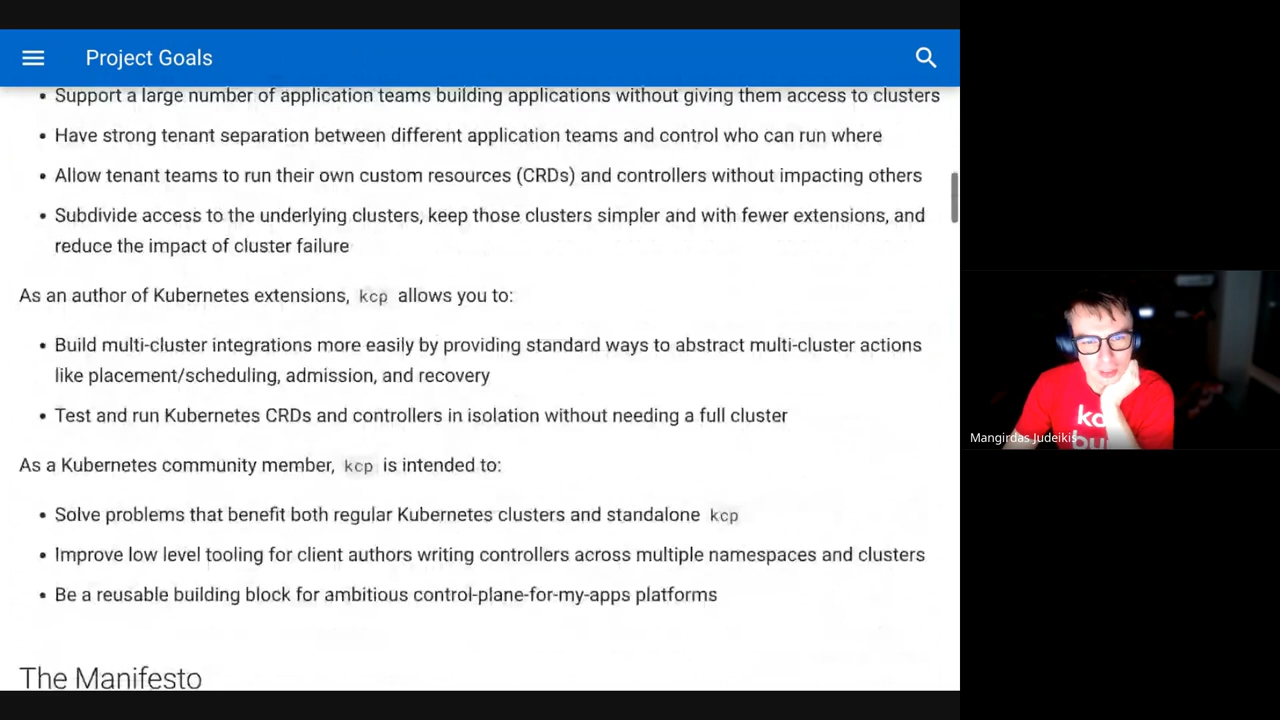 Project Goals
• Support a large number of application teams building applications without giving them access to clusters
• Have strong tenant separation between different application teams and control who can run where
• Allow tenant teams to run their own custom resources (CRDs) and controllers without impacting others
• Subdivide access to the underlying clusters, keep those clusters simpler and with fewer extensions, and
reduce the impact of cluster failure
As an author of Kubernetes extensions, kcp allows you to:
• Build multi-cluster integrations more easily by providing standard ways to abstract multi-cluster actions
like placement/scheduling, admission, and recovery
• Test and run Kubernetes CRDs and controllers in isolation without needing a full cluster
As a Kubernetes community member, kcp is intended to:
• Solve problems that benefit both regular Kubernetes clusters and standalone kcp
• Improve low level tooling for client authors writing controllers across multiple namespaces and clusters
• Be a reusable building block for ambitious control-plane-for-my-apps platforms
The Manifesto
Mangirdas Judeikis